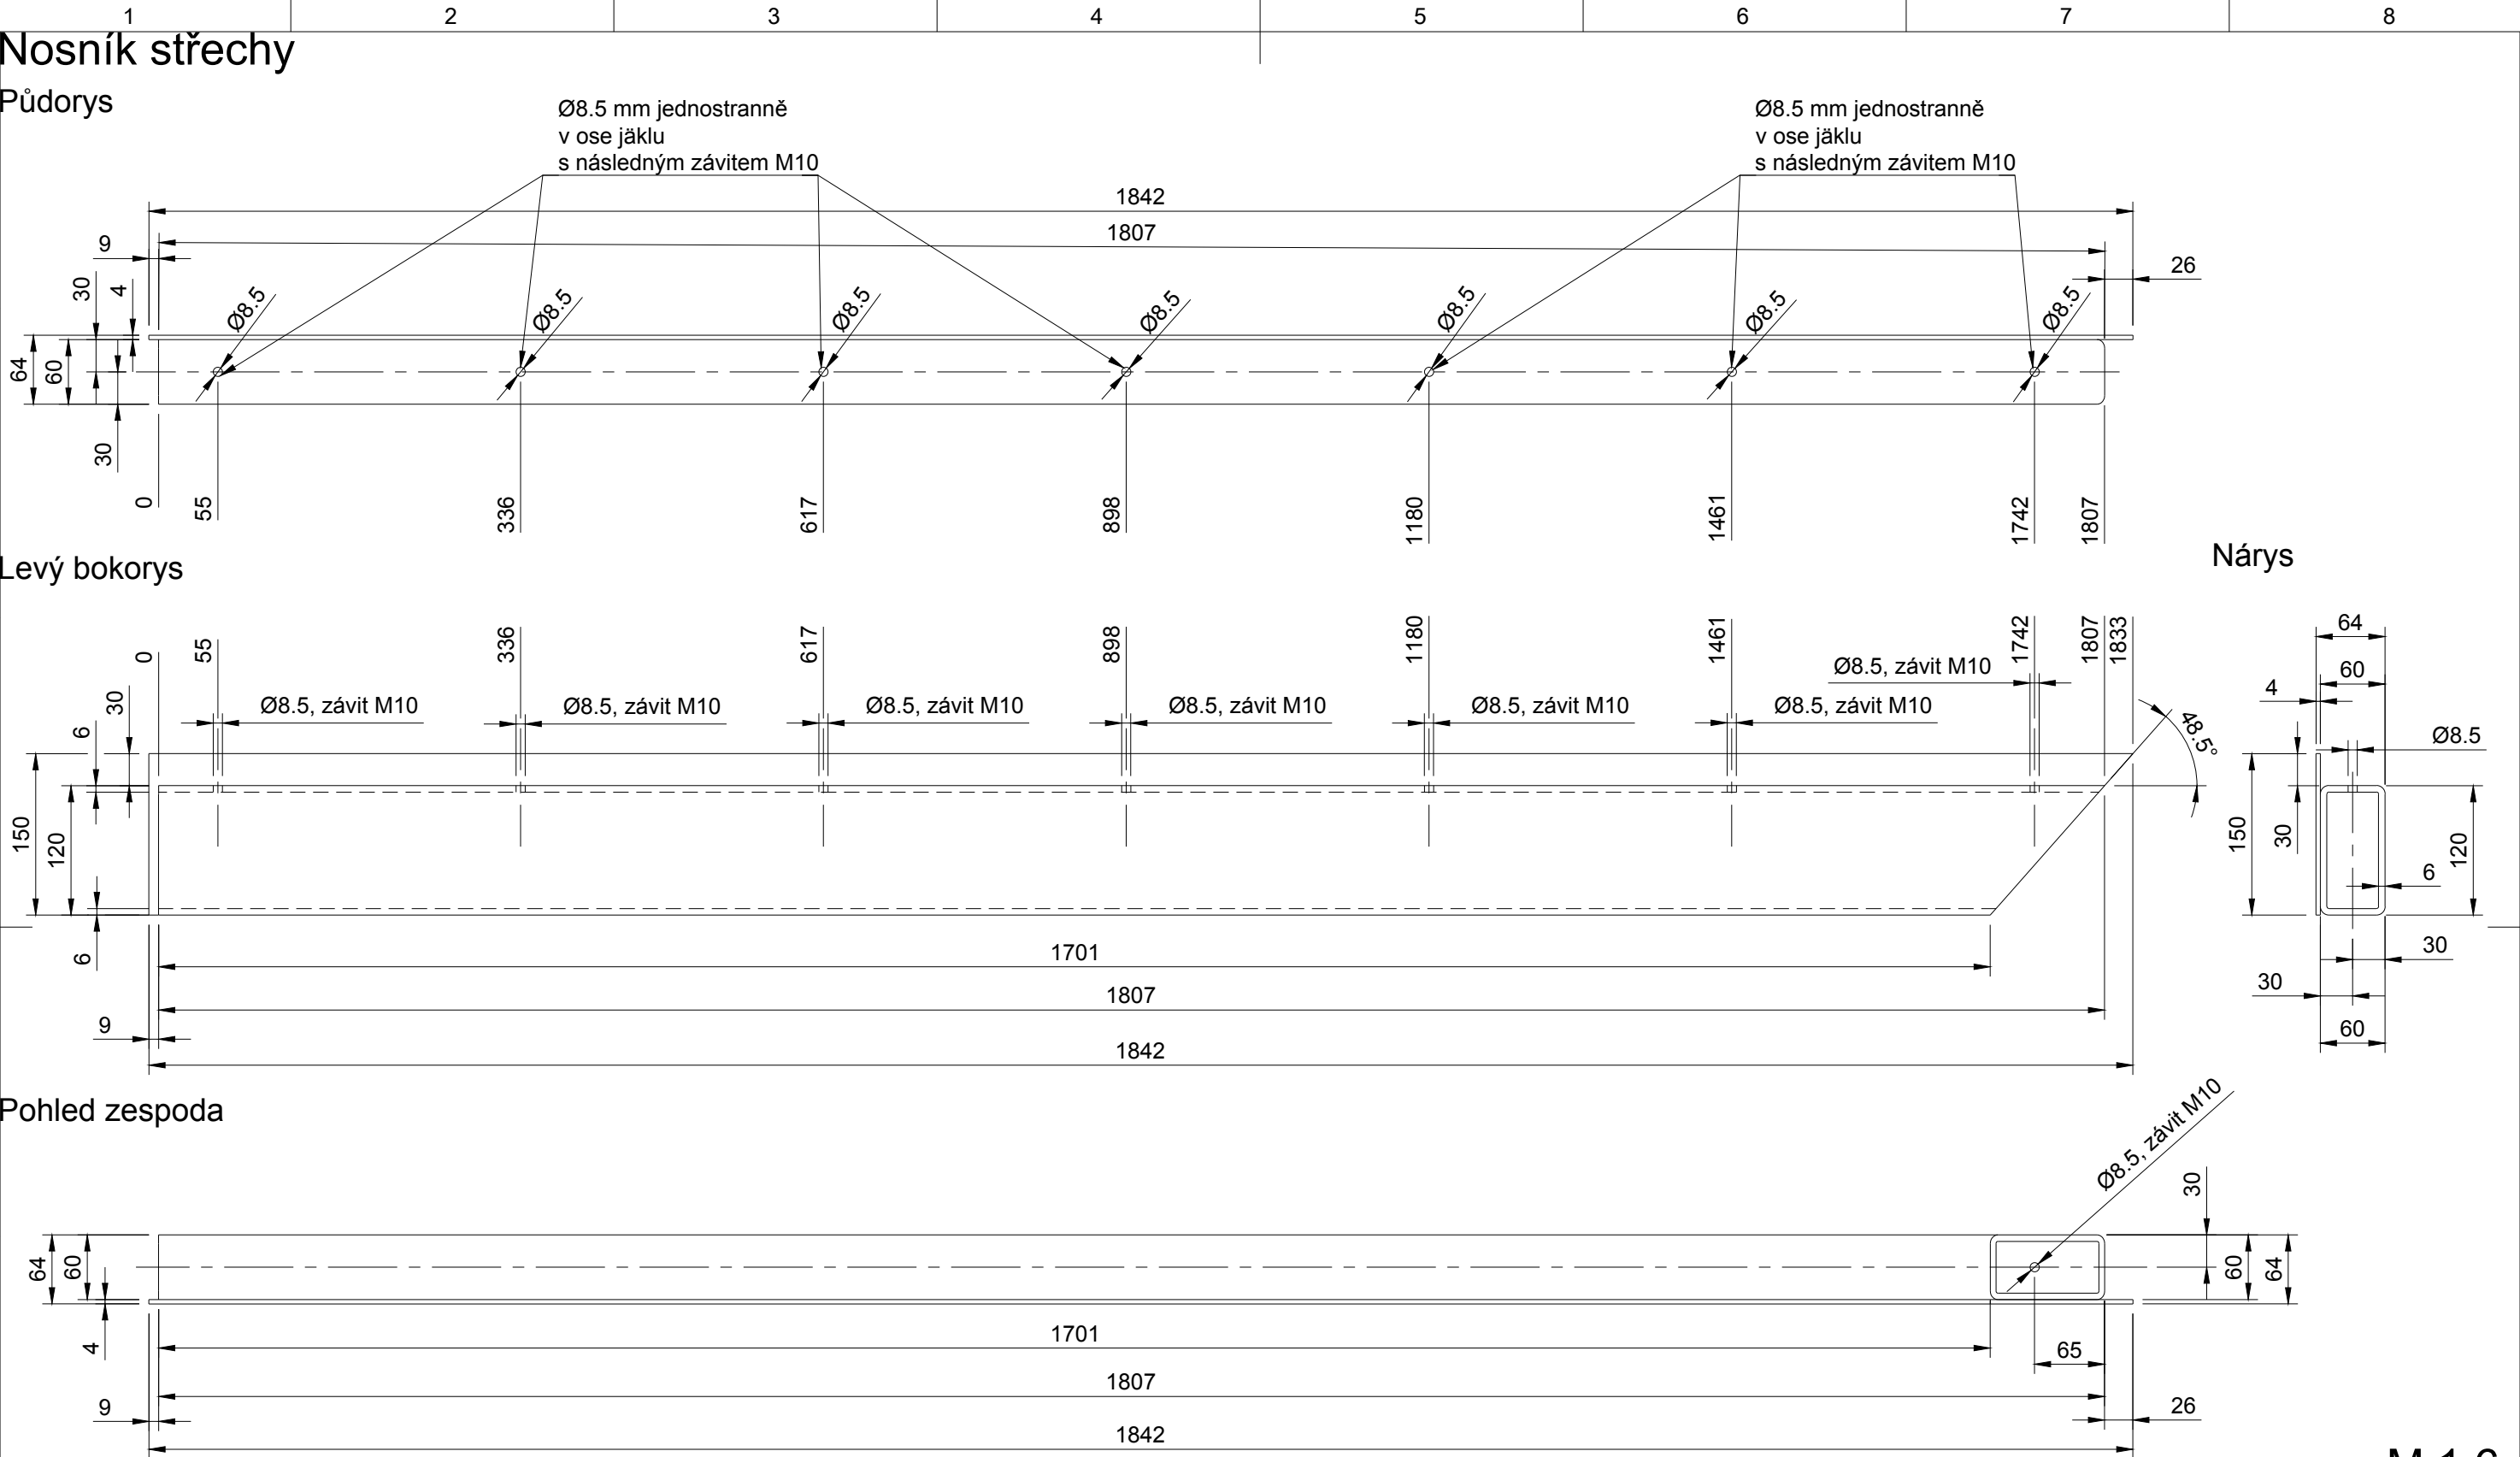 1 2 3 4 5 6 7 8
Nosník střechy
Půdorys
Ø8.5 mm jednostranně
v ose jäklu
s následným závitem M10
Ø8.5 mm jednostranně
v ose jäklu
s následným závitem M10
1842
1807
9
26
30
4
64
60
30
Ø8.5 Ø8.5 Ø8.5 Ø8.5 Ø8.5 Ø8.5 Ø8.5
0 55 336 617 898 1180 1461 1742 1807
Levý bokorys
Nárys
0 55 336 617 898 1180 1461 1742 1807 1833
Ø8.5, závit M10
Ø8.5, závit M10 Ø8.5, závit M10 Ø8.5, závit M10 Ø8.5, závit M10 Ø8.5, závit M10 Ø8.5, závit M10
6
30
150
120
6
48.5°
1701
1807
9
1842
64
60
4
Ø8.5
150
30
120
6
30
30
60
Pohled zespoda
Ø8.5, závit M10
30
64
60
4
60
64
1701
65
1807
9
26
1842